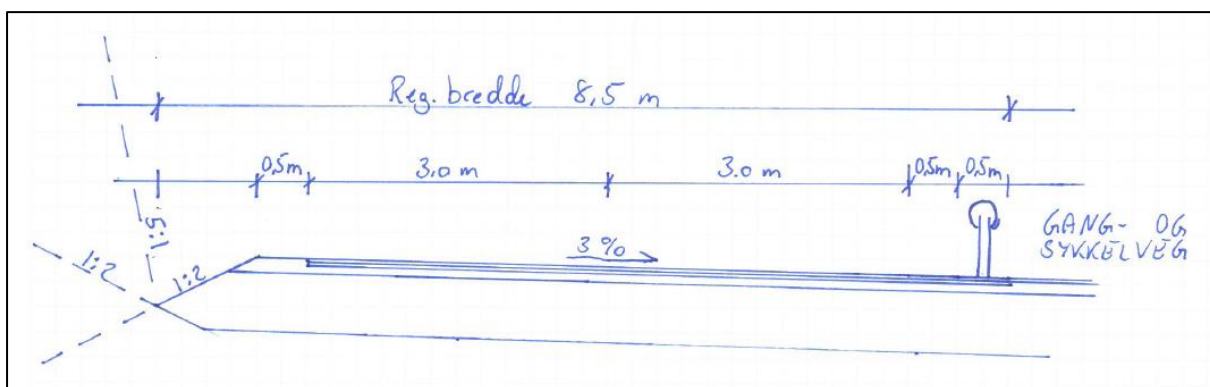 Reg. bredde 8,5 m
0,5m 3.0 m 3.0 m 0,5m 0,5m
GANG- OG
SYKKELVEG
3 %
5:1
1:2
1:2